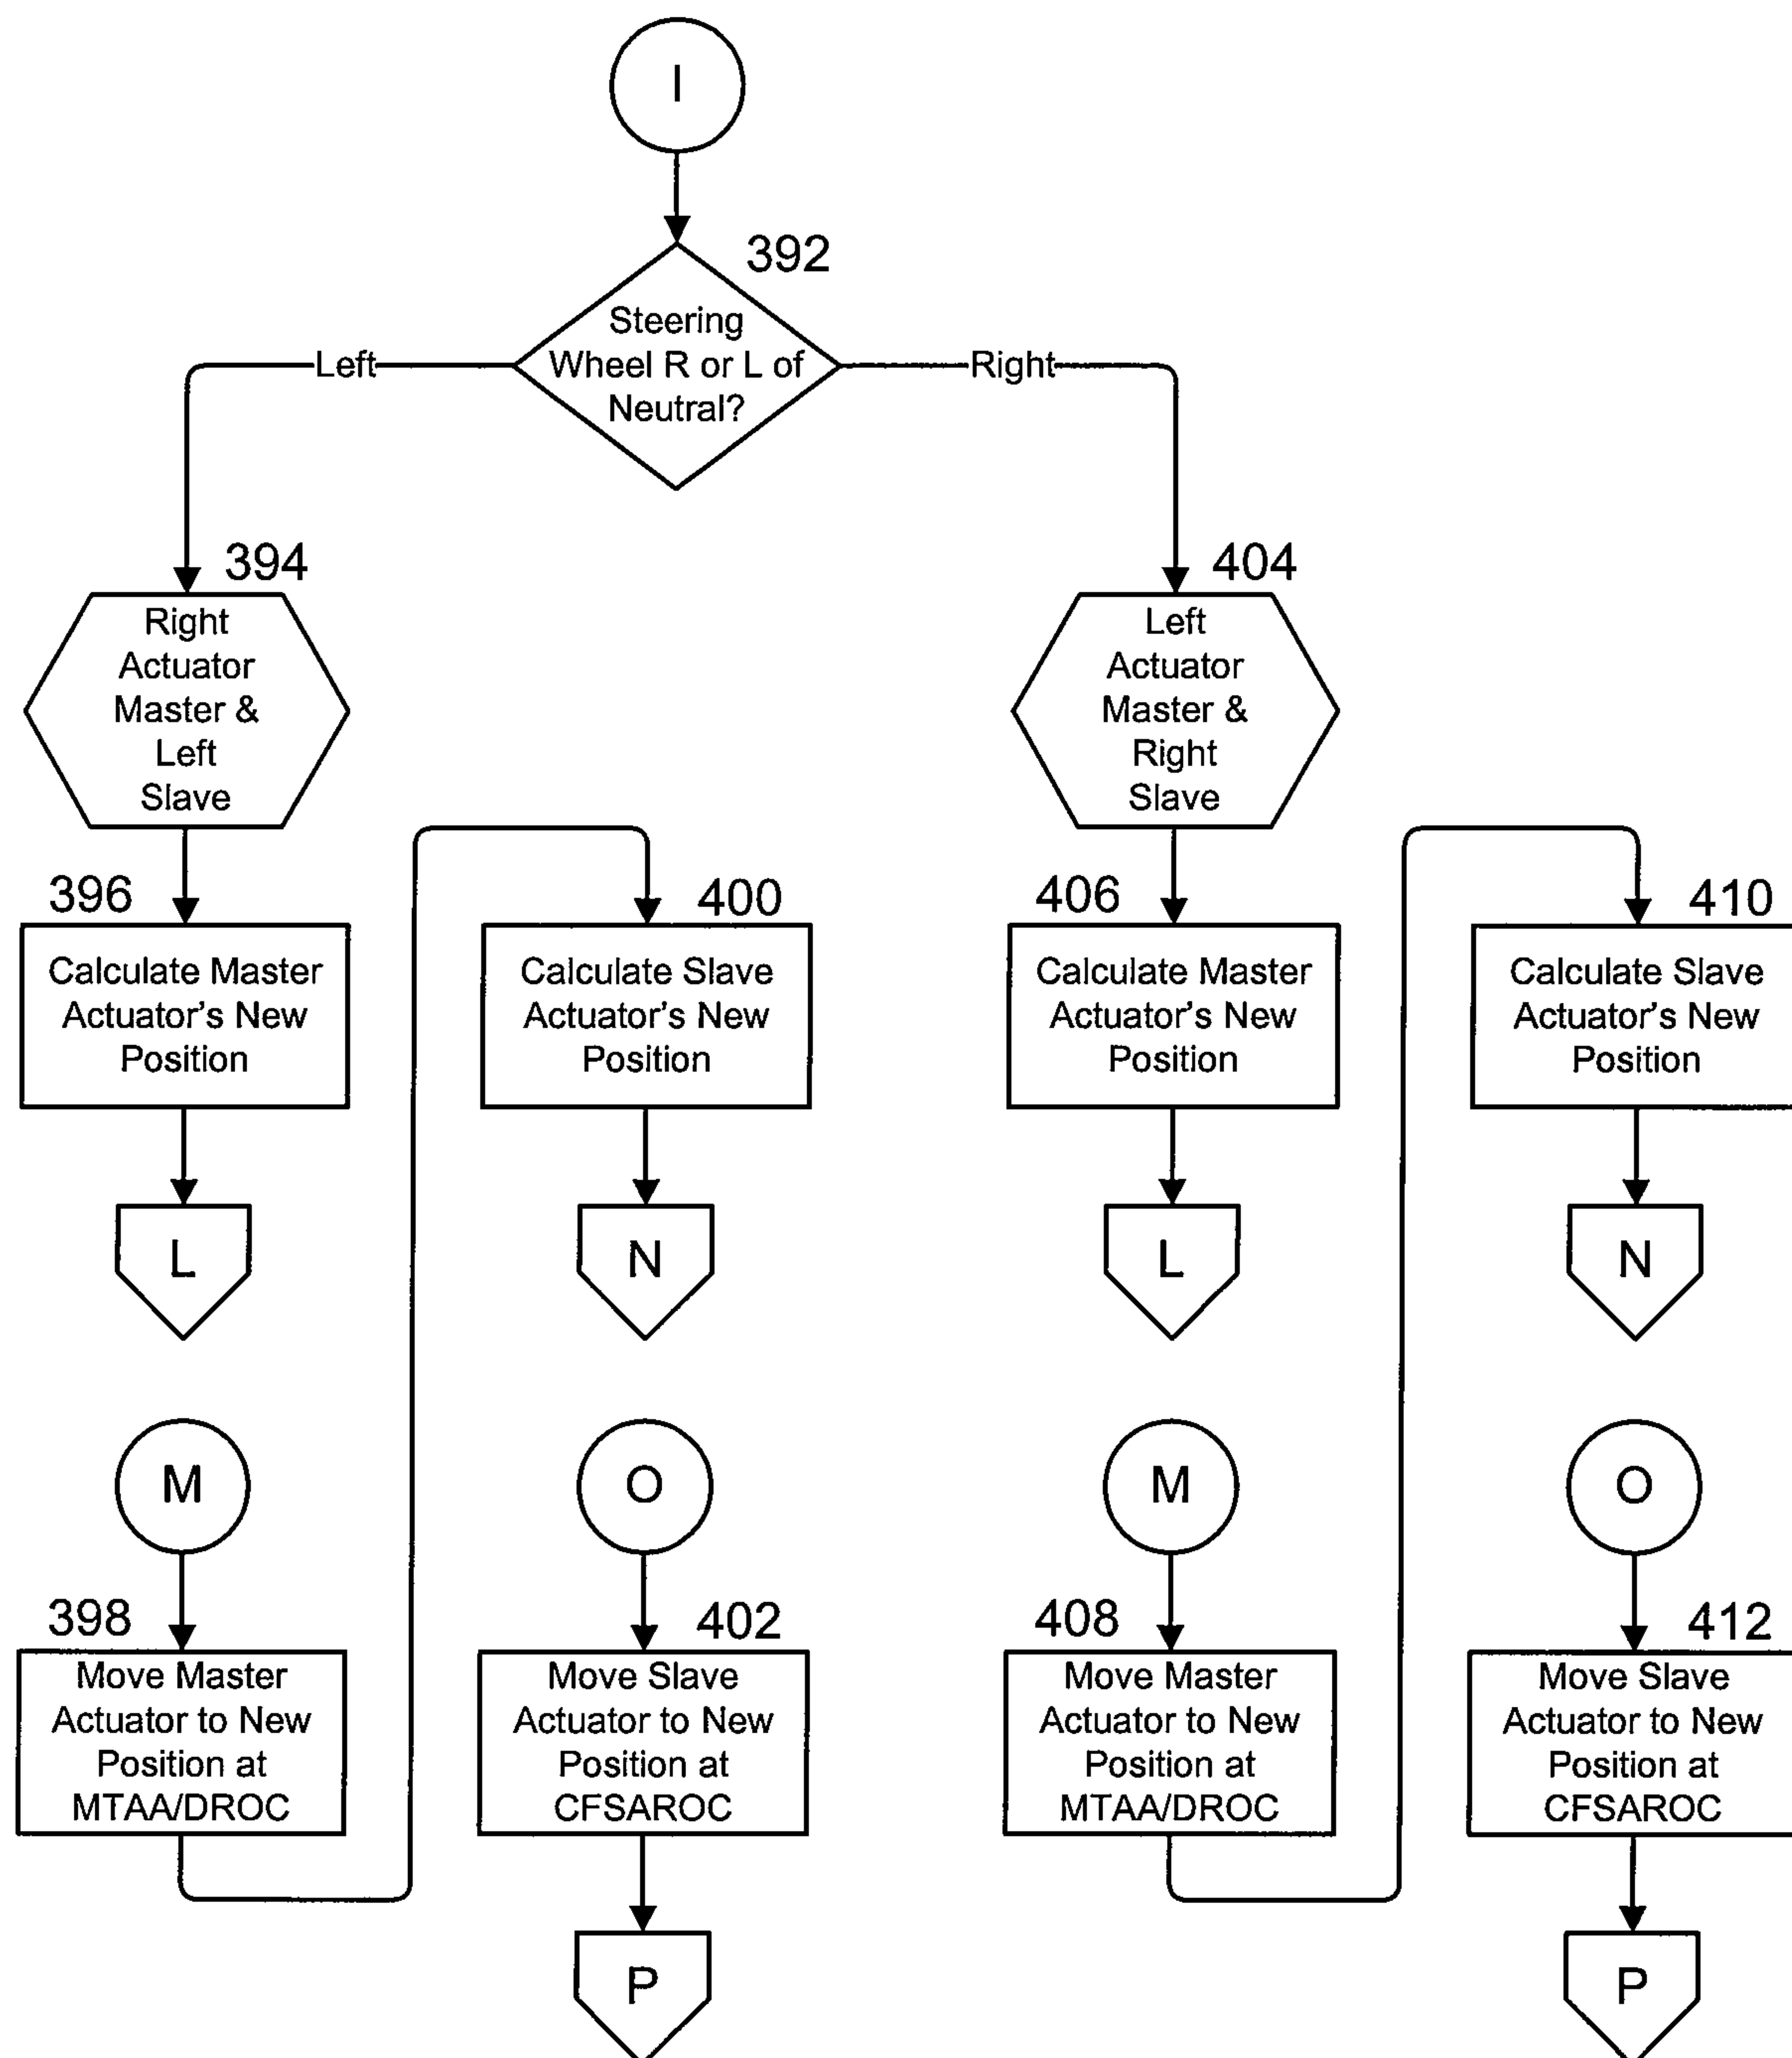 I
392
Steering
Wheel R or L of
Neutral?
Left
Right
394
Right
Actuator
Master &
Left
Slave
404
Left
Actuator
Master &
Right
Slave
396
Calculate Master
Actuator's New
Position
400
Calculate Slave
Actuator's New
Position
406
Calculate Master
Actuator's New
Position
410
Calculate Slave
Actuator's New
Position
L
N
L
N
M
O
M
O
398
Move Master
Actuator to New
Position at
MTAA/DROC
402
Move Slave
Actuator to New
Position at
CFSAROC
408
Move Master
Actuator to New
Position at
MTAA/DROC
412
Move Slave
Actuator to New
Position at
CFSAROC
P
P